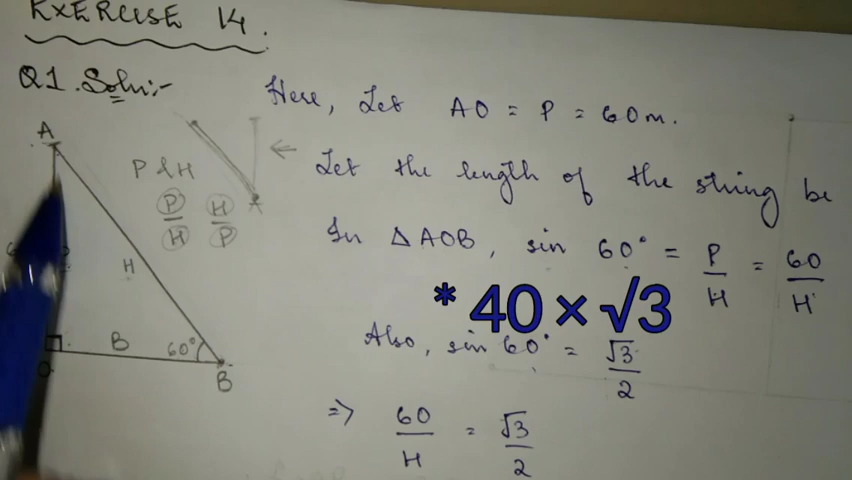 EXERCISE 14.
Q1. Soln:-
Here, Let AO = P = 60m.
Let the length of the string be
In ΔAOB, sin 60° = P/H = 60/H
* 40 × √3
Also, sin 60° = √3/2
=> 60/H = √3/2
A
P & H
P/H H/P
H
B
60°
B